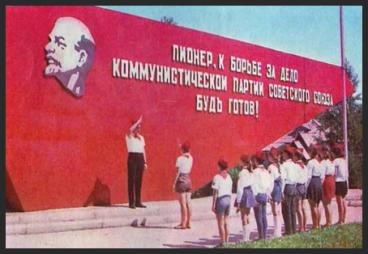 ПИОНЕР, К БОРЬБЕ ЗА ДЕЛО
КОММУНИСТИЧЕСКОЙ ПАРТИИ СОВЕТСКОГО СОЮЗА
БУДЬ ГОТОВ!